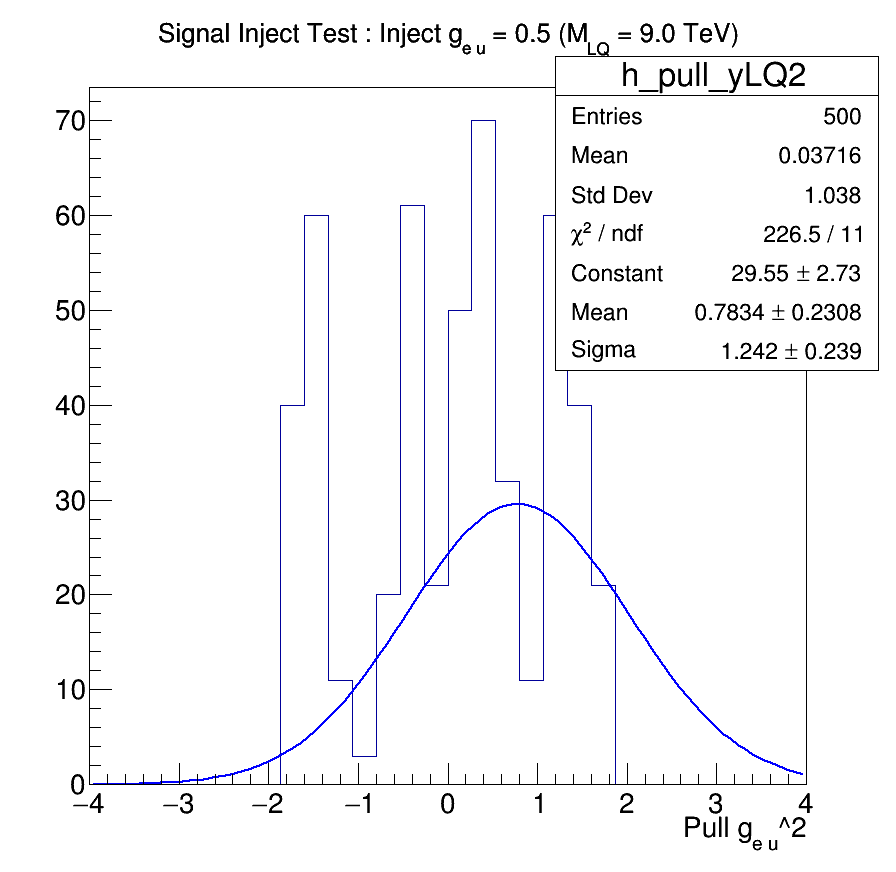 Signal Inject Test : Inject g_{e u} = 0.5 (M_{LQ} = 9.0 TeV)
h_pull_yLQ2
Entries 500
Mean 0.03716
Std Dev 1.038
χ² / ndf 226.5 / 11
Constant 29.55 ± 2.73
Mean 0.7834 ± 0.2308
Sigma 1.242 ± 0.239
70
60
50
40
30
20
10
0
−4 −3 −2 −1 0 1 2 3 4
Pull g_{e u}^2